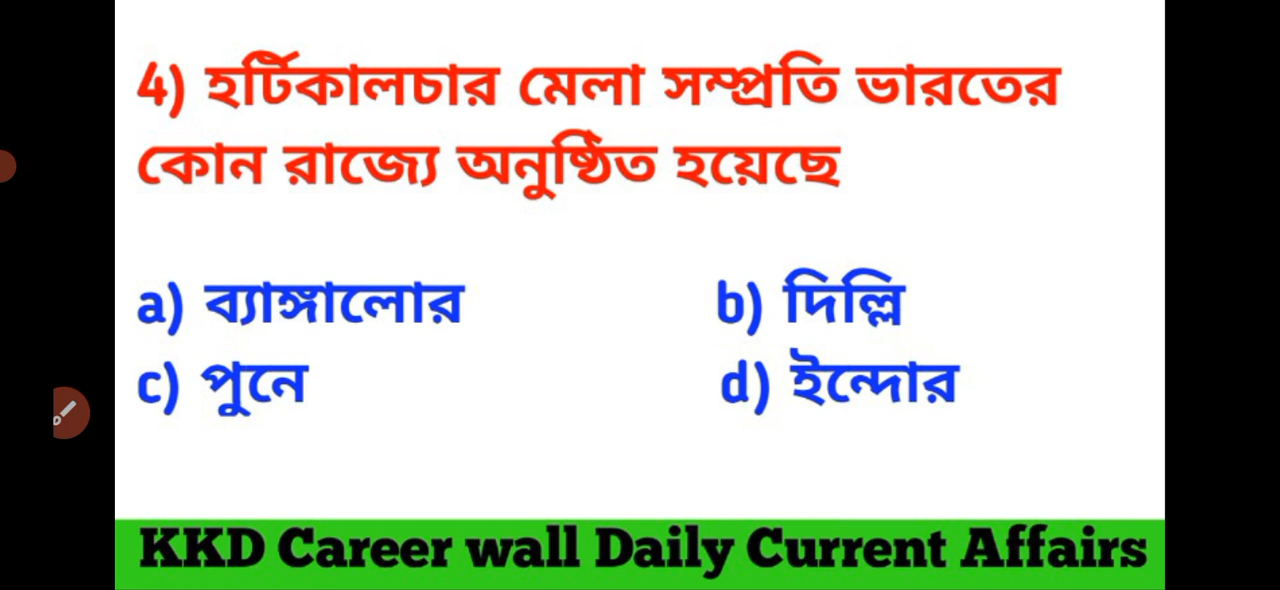 4) হর্টিকালচার মেলা সম্প্রতি ভারতের
কোন রাজ্যে অনুষ্ঠিত হয়েছে
a) ব্যাঙ্গালোর b) দিল্লি
c) পুনে d) ইন্দোর
KKD Career wall Daily Current Affairs